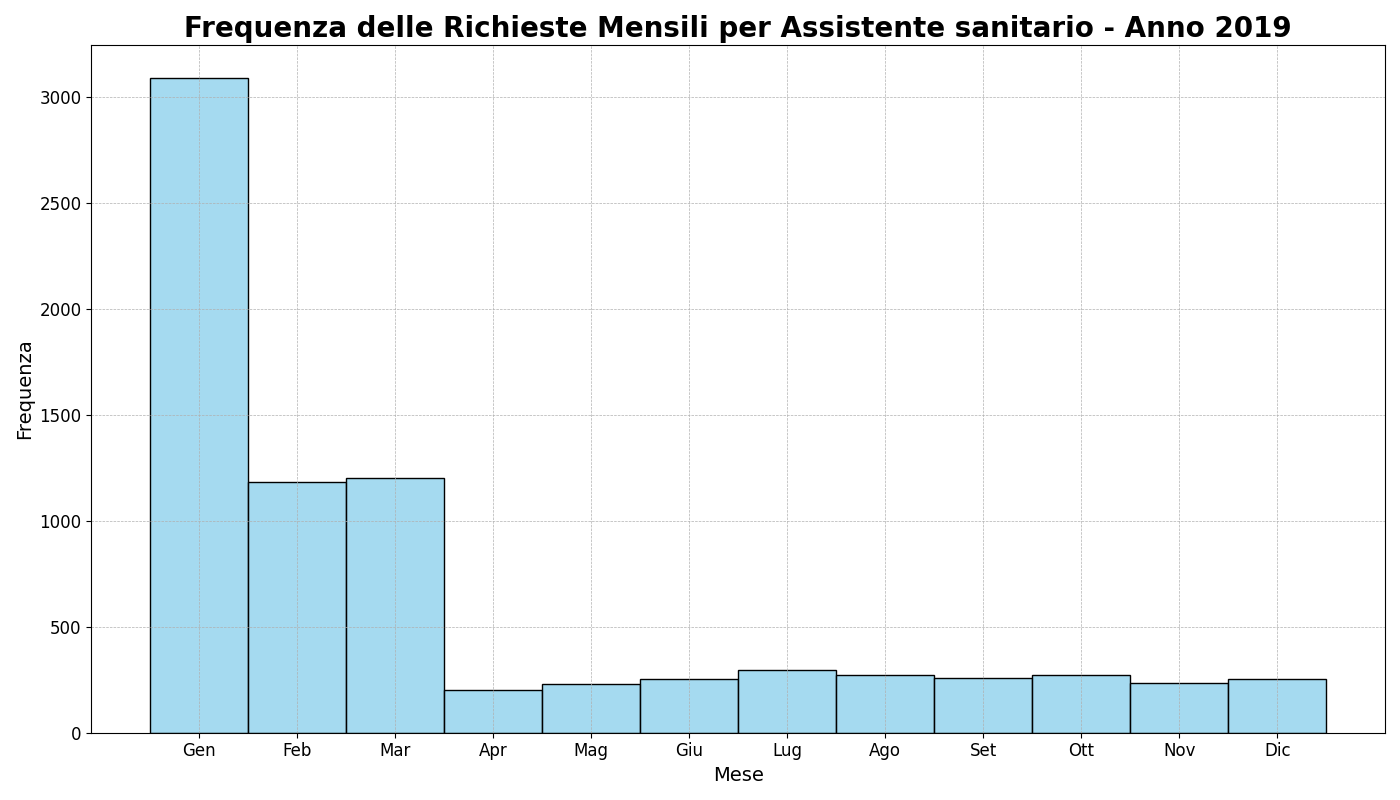 Frequenza delle Richieste Mensili per Assistente sanitario - Anno 2019
Frequenza
3000
2500
2000
1500
1000
500
0
Gen Feb Mar Apr Mag Giu Lug Ago Set Ott Nov Dic
Mese